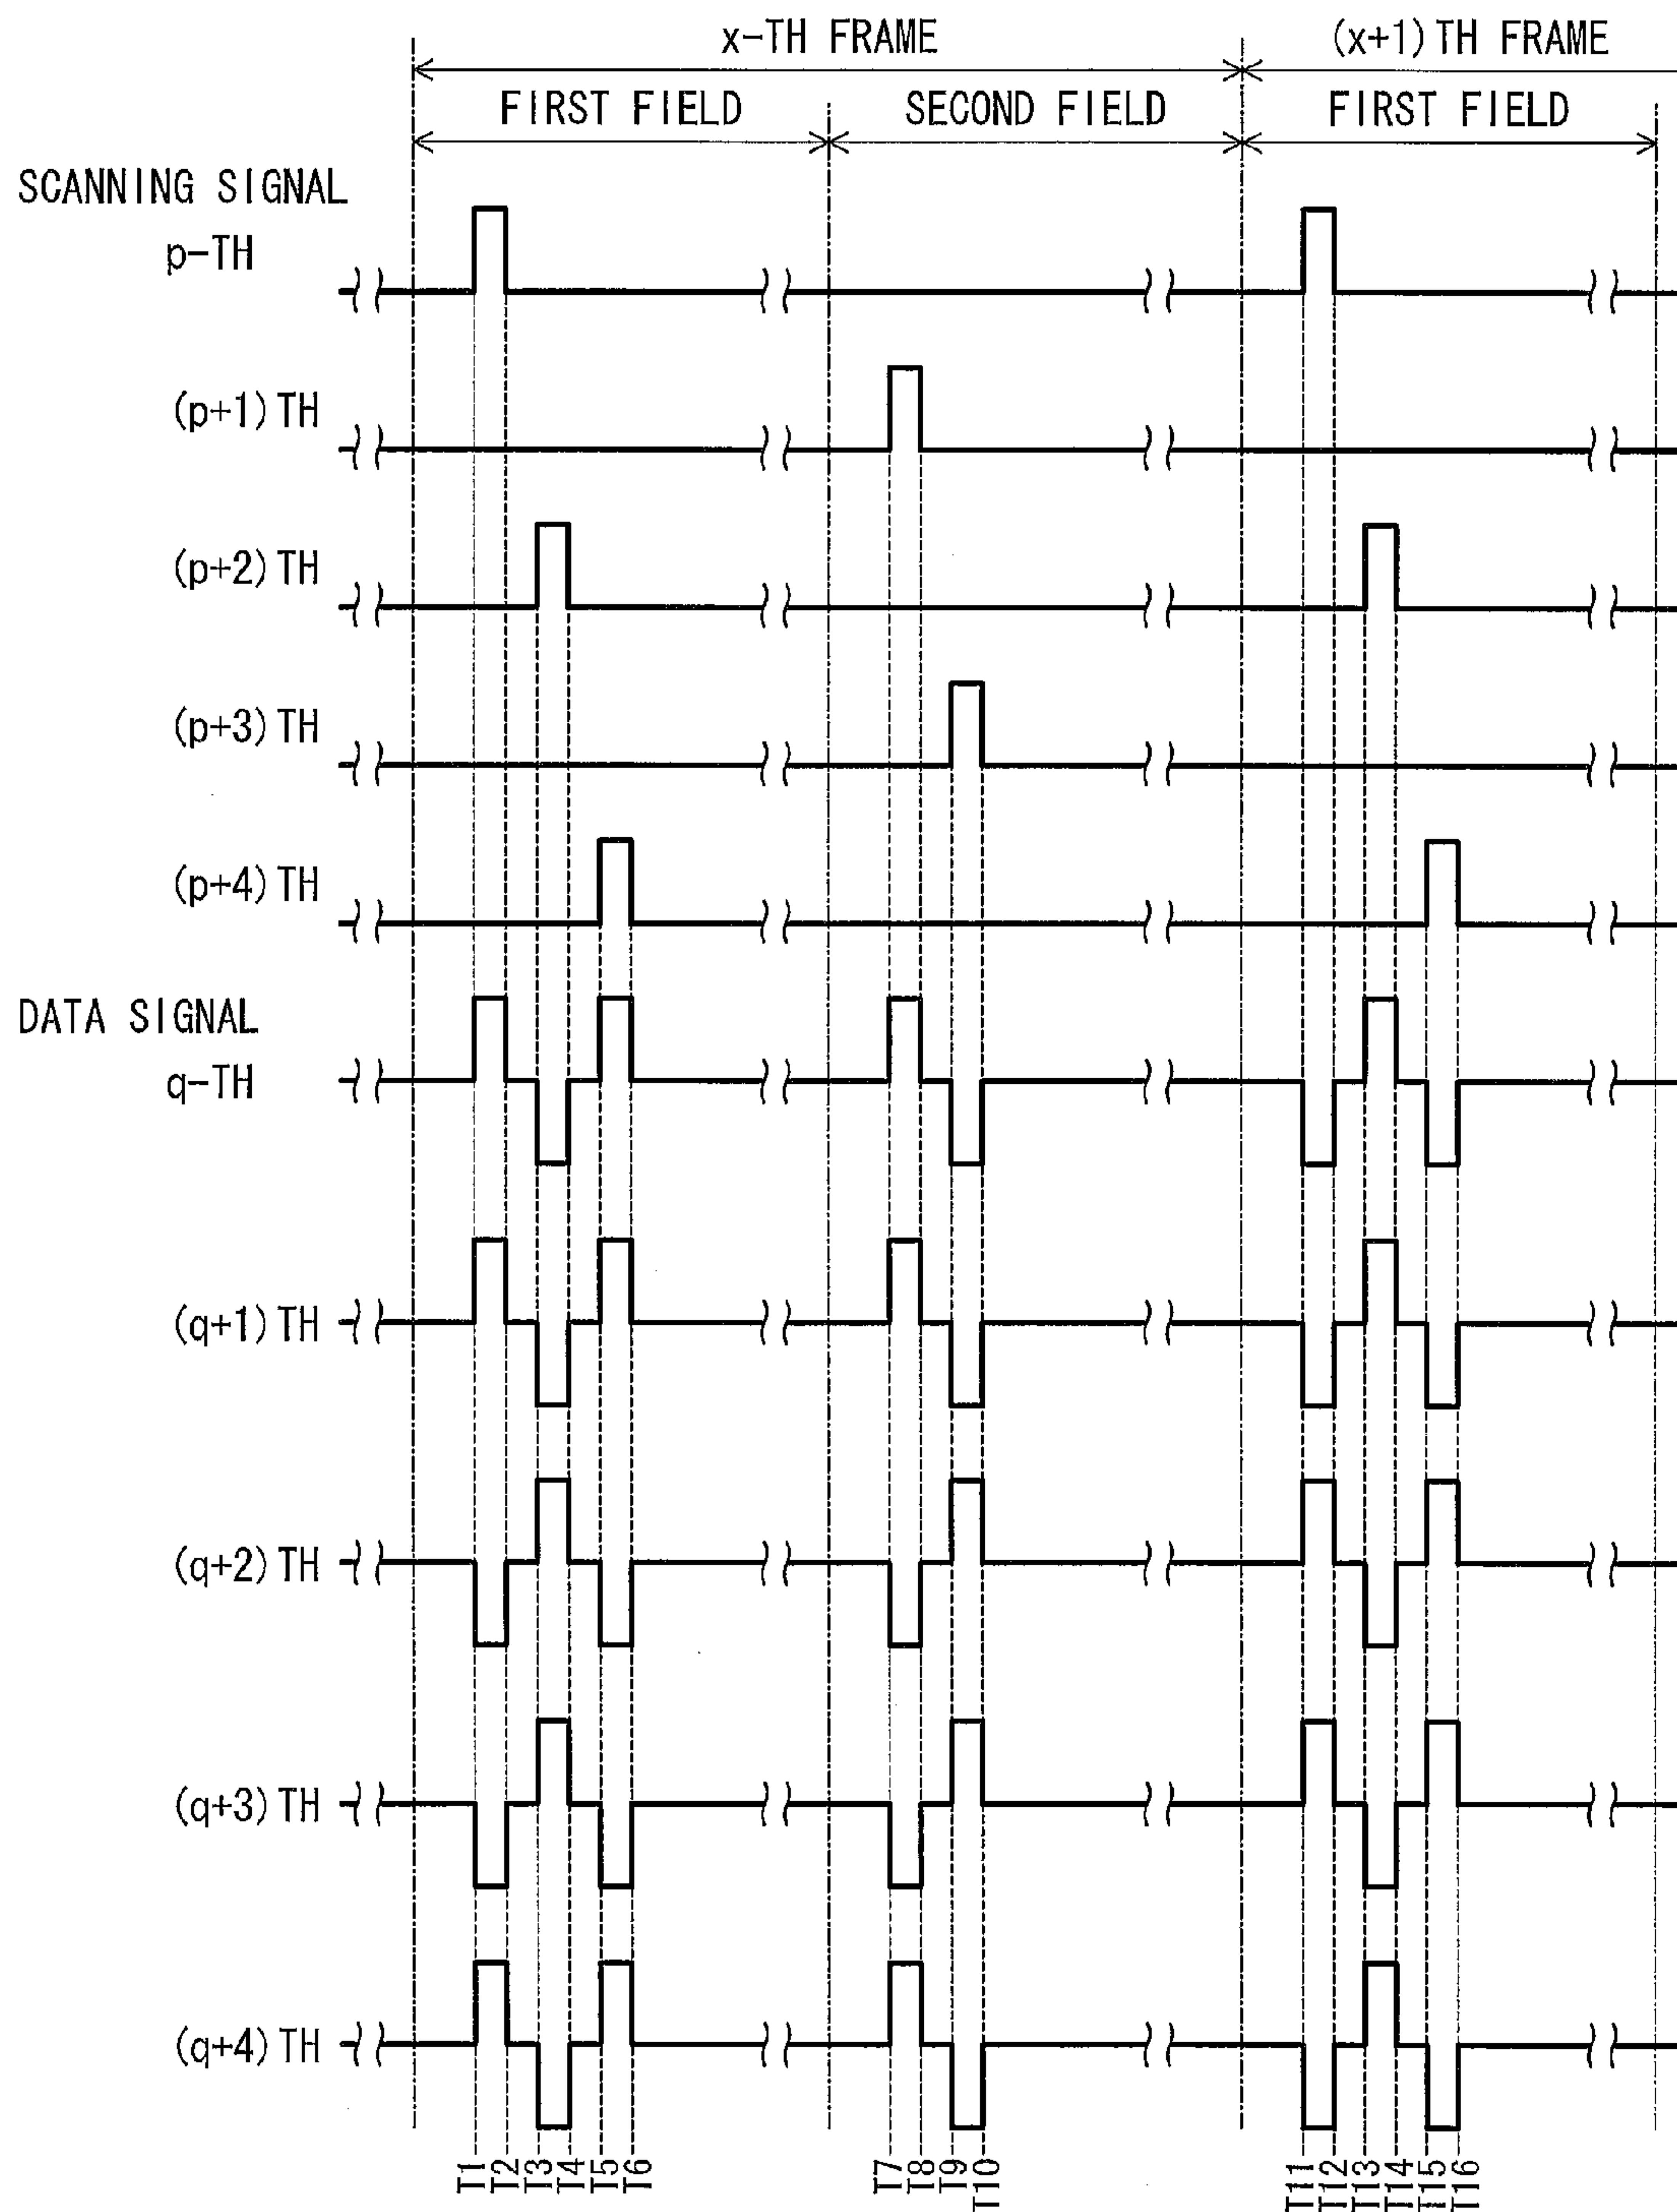 x-TH FRAME
(x+1)TH FRAME
FIRST FIELD
SECOND FIELD
FIRST FIELD
SCANNING SIGNAL
p-TH
(p+1)TH
(p+2)TH
(p+3)TH
(p+4)TH
DATA SIGNAL
q-TH
(q+1)TH
(q+2)TH
(q+3)TH
(q+4)TH
T1
T2
T3
T4
T5
T6
T7
T8
T9
T10
T11
T12
T13
T14
T15
T16